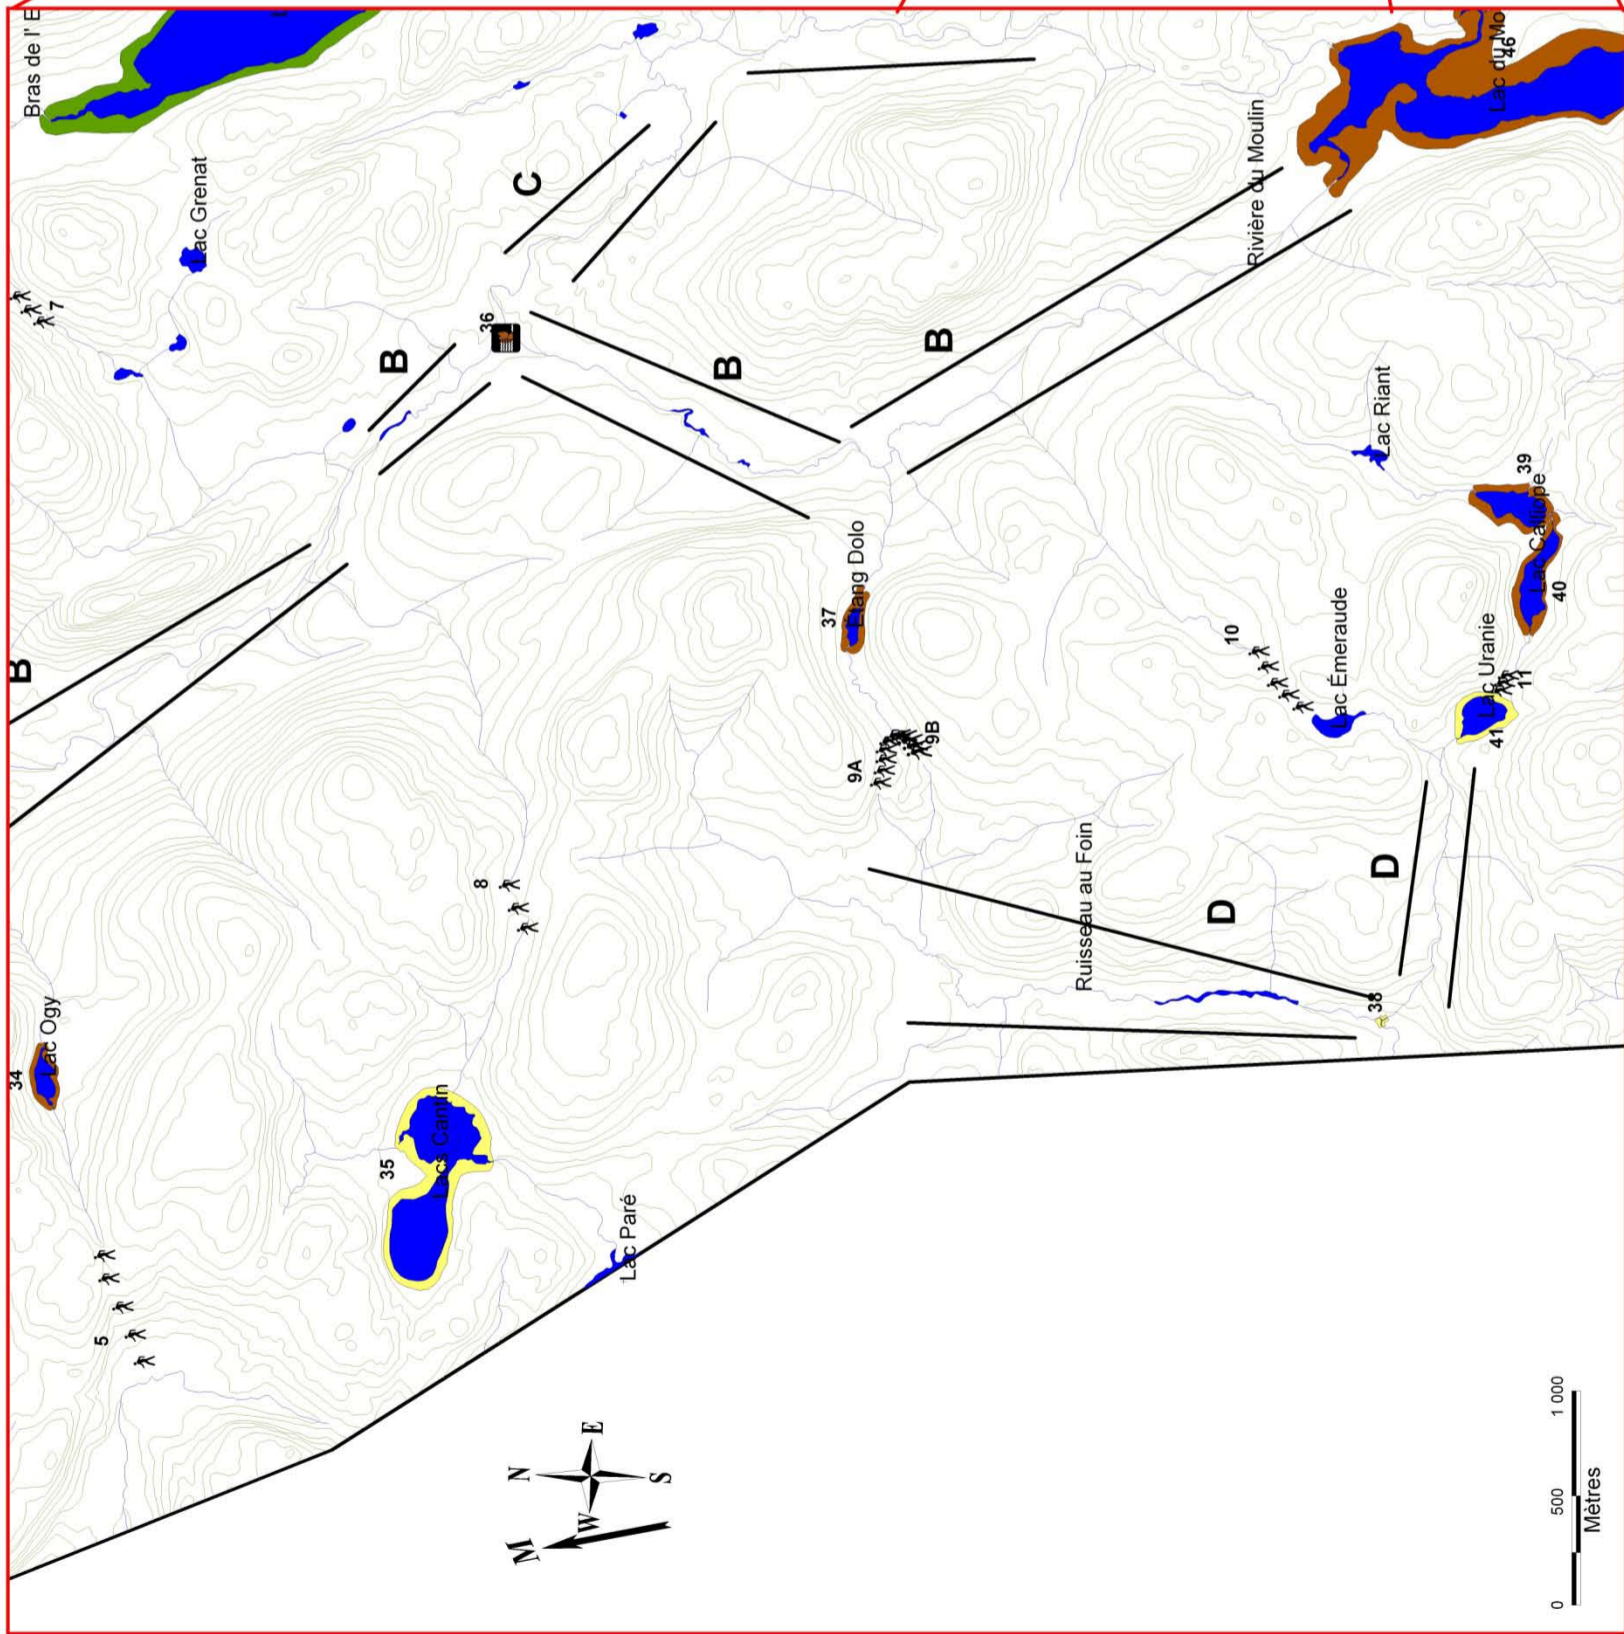 Bras de l' E
Lac Grenat
7
C
36
B
B
B
Rivière du Moulin
Lac du Mo
46
Lac Riant
39
Lac Calliope
40
B
37
Étang Dolo
10
Lac Émeraude
Lac Uranie
11
41
9A
9B
8
Ruisseau au Foin
D
D
38
34
Lac Ogy
35
Lacs Cantin
Lac Paré
5
N
E
S
W
M
0 500 1 000
Mètres